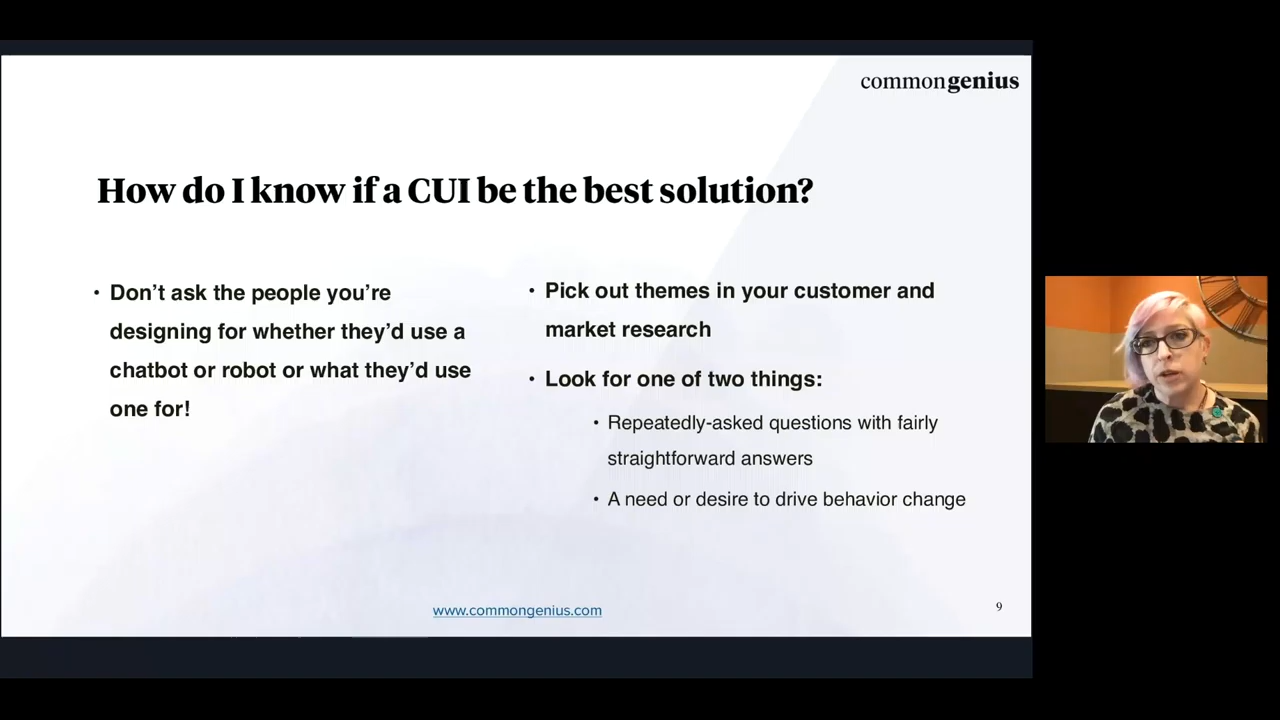 commongenius
How do I know if a CUI be the best solution?
• Don’t ask the people you’re
designing for whether they’d use a
chatbot or robot or what they’d use
one for!
• Pick out themes in your customer and
market research
• Look for one of two things:
• Repeatedly-asked questions with fairly
straightforward answers
• A need or desire to drive behavior change
www.commongenius.com
9